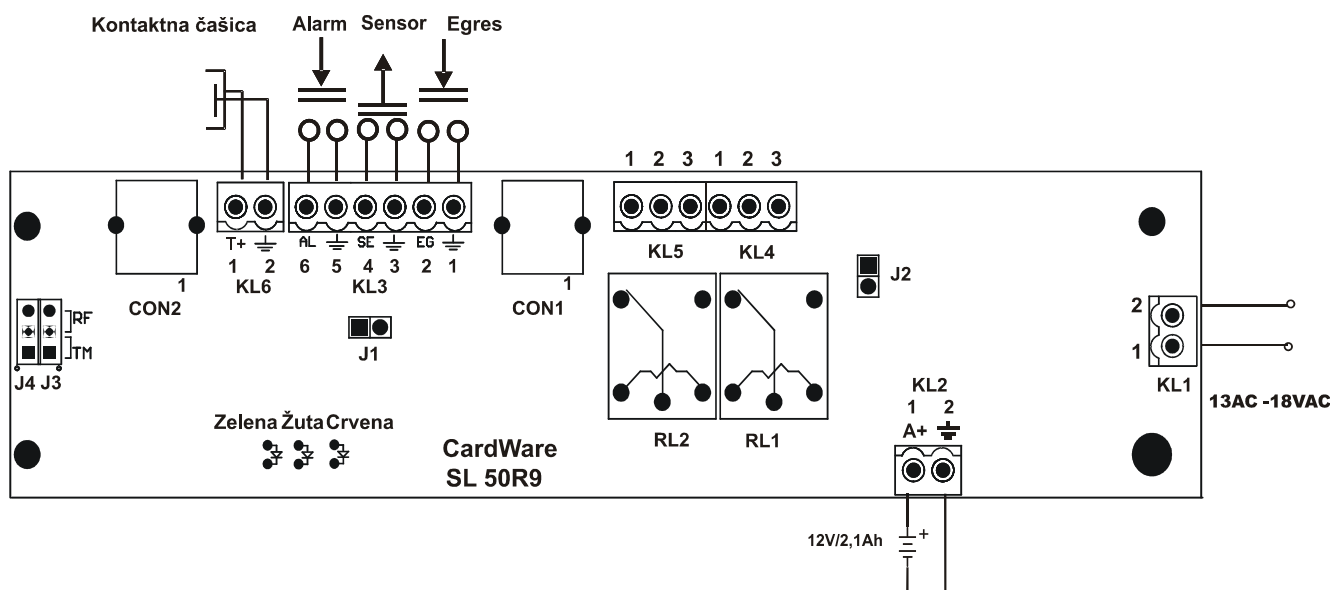 Kontaktna čašica Alarm Sensor Egres
1 2 3 1 2 3
T+ AL SE EG
1 2 6 5 4 3 2 1
KL6 KL3
KL5 KL4
1 1
CON2 CON1
J2
RF
TM
J4 J3
J1
2
1
KL1
13AC -18VAC
KL2
1 2
A+
Zelena Žuta Crvena
RL2 RL1
CardWare
SL 50R9
12V/2,1Ah +